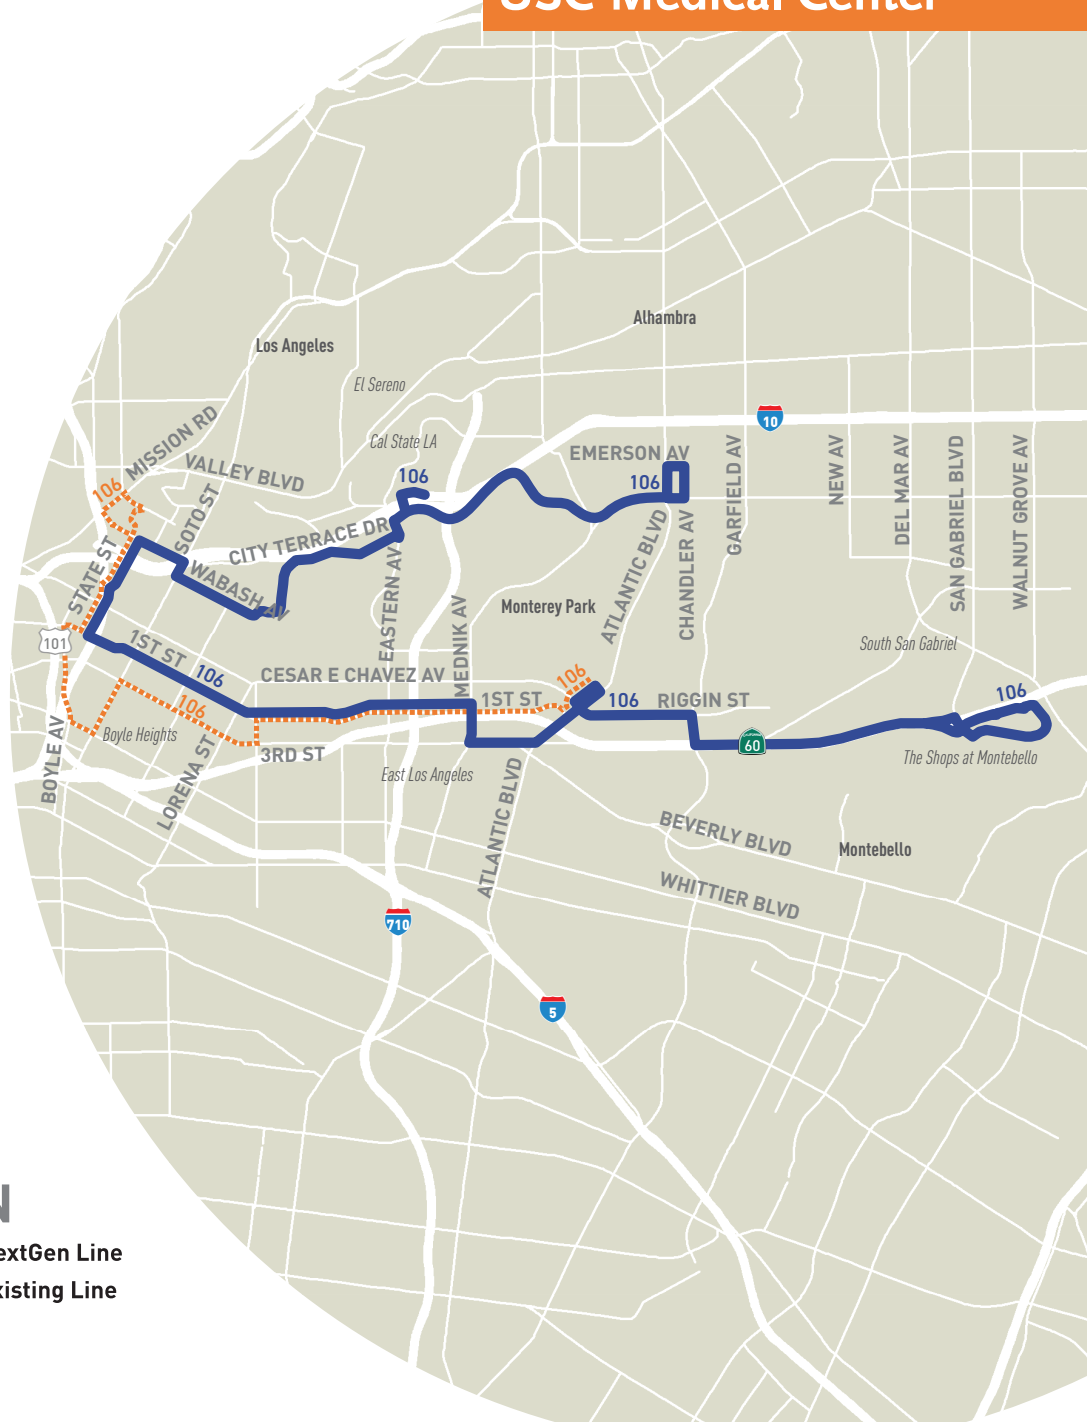 USC Medical Center
Alhambra
Los Angeles
El Sereno
10
MISSION RD
Cal State LA
EMERSON AV
VALLEY BLVD
106
106
106
SOTO ST
GARFIELD AV
NEW AV
DEL MAR AV
SAN GABRIEL BLVD
WALNUT GROVE AV
CITY TERRACE DR
STATE ST
WABASH AV
EASTERN AV
ATLANTIC BLVD
CHANDLER AV
Monterey Park
101
1ST ST
106
MEDNIK AV
South San Gabriel
CESAR E CHAVEZ AV
106
106
1ST ST
106
RIGGIN ST
106
Boyle Heights
BOYLE AV
3RD ST
60
The Shops at Montebello
LORENA ST
East Los Angeles
ATLANTIC BLVD
BEVERLY BLVD
Montebello
WHITTIER BLVD
710
5
N
extGen Line
xisting Line